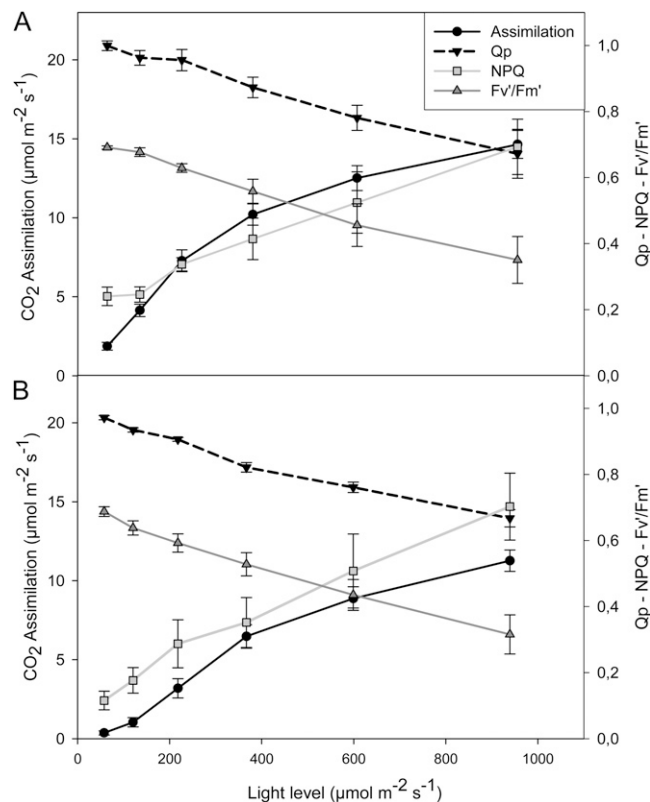 A
Assimilation
Qp
NPQ
Fv'/Fm'
CO2 Assimilation (µmol m-2 s-1)
20
15
10
5
0
1,0
0,8
0,6
0,4
0,2
0,0
Qp - NPQ - Fv'/Fm'
B
CO2 Assimilation (µmol m-2 s-1)
20
15
10
5
0
1,0
0,8
0,6
0,4
0,2
0,0
Qp - NPQ - Fv'/Fm'
0 200 400 600 800 1000
Light level (µmol m-2 s-1)